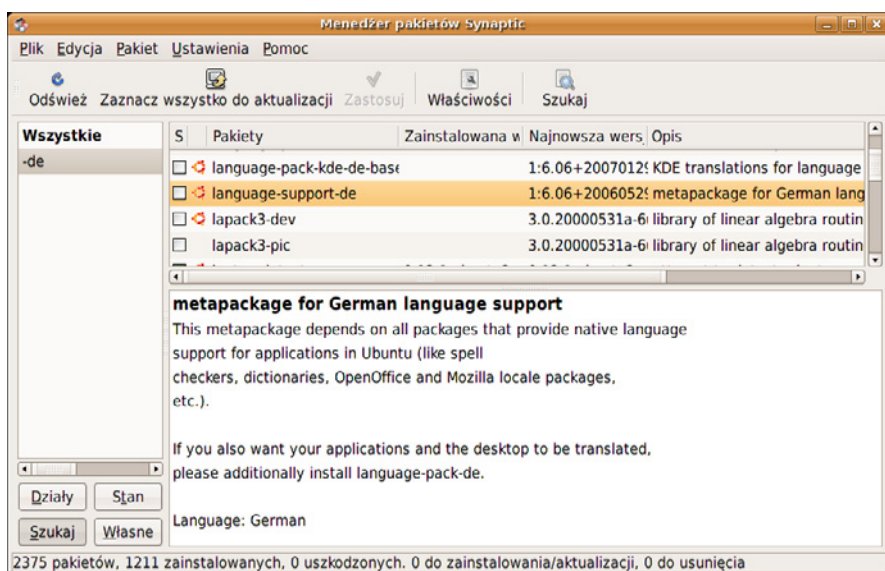 Menedżer pakietów Synaptic
Plik Edycja Pakiet Ustawienia Pomoc
Odśwież Zaznacz wszystko do aktualizacji Zastosuj Właściwości Szukaj
Wszystkie
-de
S Pakiety Zainstalowana w Najnowsza wers Opis
language-pack-kde-de-base 1:6.06+2007012 KDE translations for language
language-support-de 1:6.06+2006052 metapackage for German lang
lapack3-dev 3.0.20000531a-6 library of linear algebra routin
lapack3-pic 3.0.20000531a-6 library of linear algebra routin
metapackage for German language support
This metapackage depends on all packages that provide native language
support for applications in Ubuntu (like spell
checkers, dictionaries, OpenOffice and Mozilla locale packages,
etc.).
If you also want your applications and the desktop to be translated,
please additionally install language-pack-de.
Language: German
Działy Stan
Szukaj Własne
2375 pakietów, 1211 zainstalowanych, 0 uszkodzonych. 0 do zainstalowania/aktualizacji, 0 do usunięcia